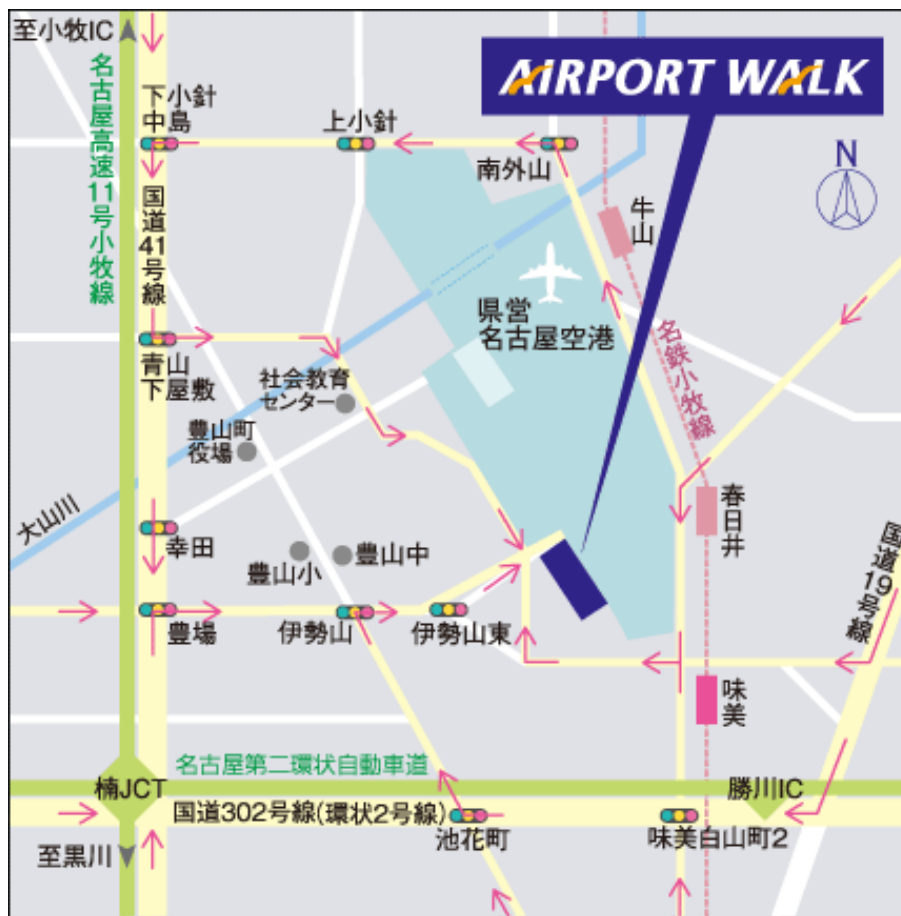 至小牧IC
AIRPORT WALK
名古屋高速11号小牧線
下小針
中島
上小針
南外山
N
国道41号線
牛山
県営
名古屋空港
名鉄小牧線
青山
下屋敷
社会教育
センター
豊山町
役場
大山川
春日井
幸田
豊山小
豊山中
国道19号線
豊場
伊勢山
伊勢山東
味美
名古屋第二環状自動車道
楠JCT
勝川IC
国道302号線(環状2号線)
池花町
味美白山町2
至黒川